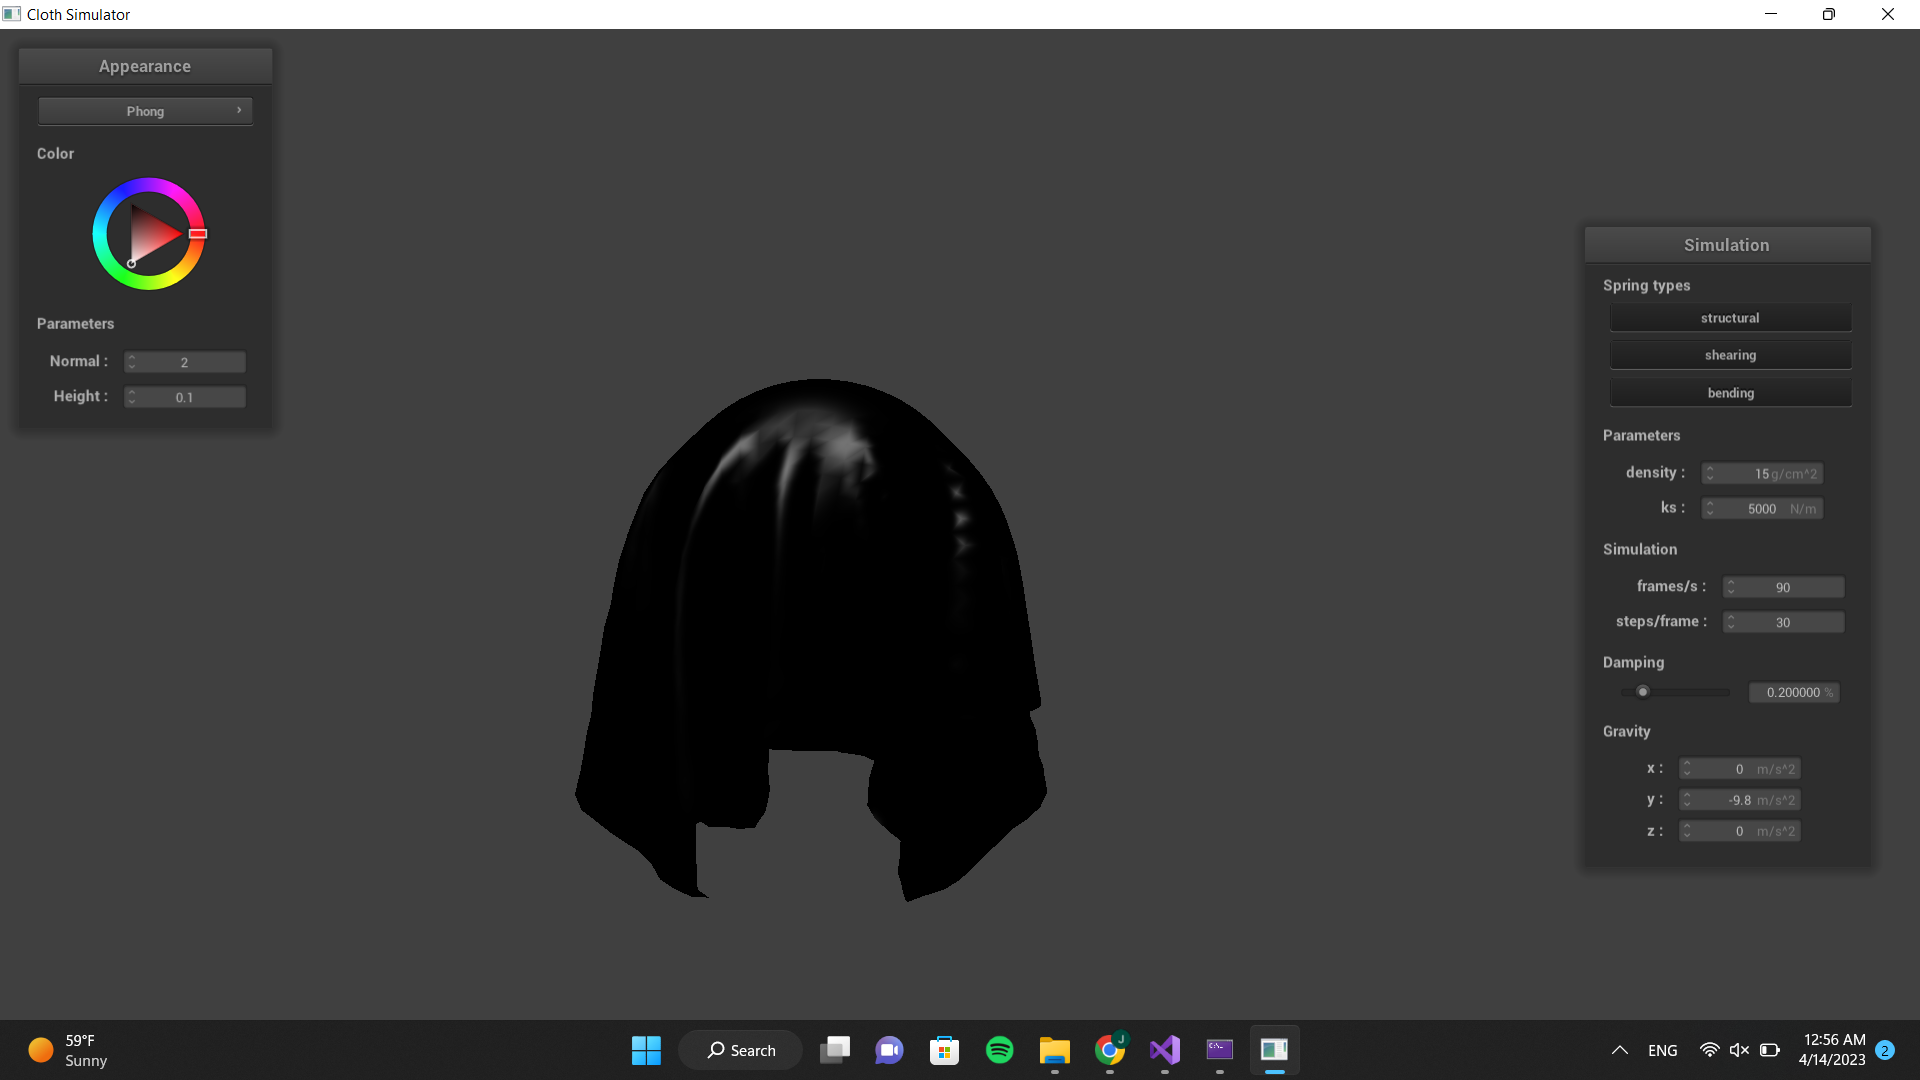 Cloth Simulator
Appearance
Phong
Color
Parameters
Normal : 2
Height : 0.1
Simulation
Spring types
structural
shearing
bending
Parameters
density : 15 g/cm^2
ks : 5000 N/m
Simulation
frames/s : 90
steps/frame : 30
Damping
0.200000 %
Gravity
x : 0 m/s^2
y : -9.8 m/s^2
z : 0 m/s^2
59°F
Sunny
Search
J
C:\_
ENG
12:56 AM
4/14/2023
2